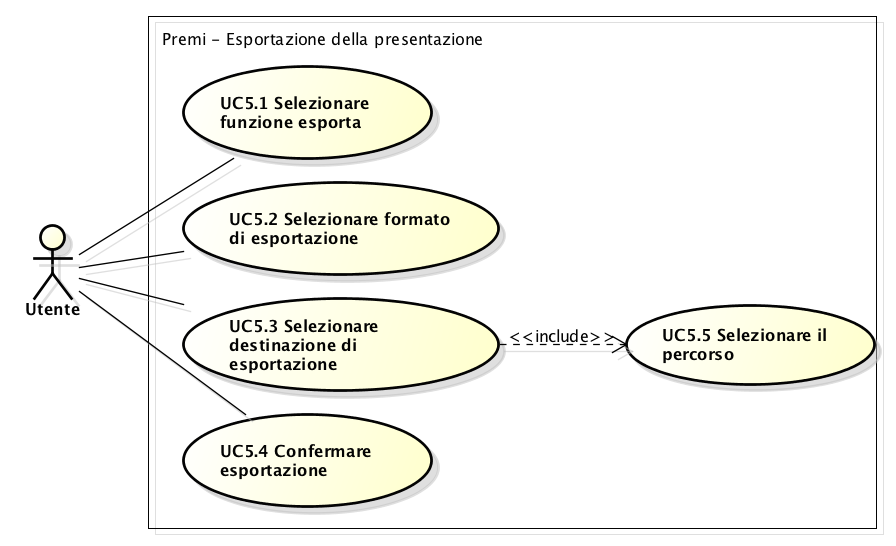 Premi - Esportazione della presentazione
UC5.1 Selezionare
funzione esporta
UC5.2 Selezionare formato
di esportazione
Utente
UC5.3 Selezionare
destinazione di
esportazione
<<include>>
UC5.5 Selezionare il
percorso
UC5.4 Confermare
esportazione